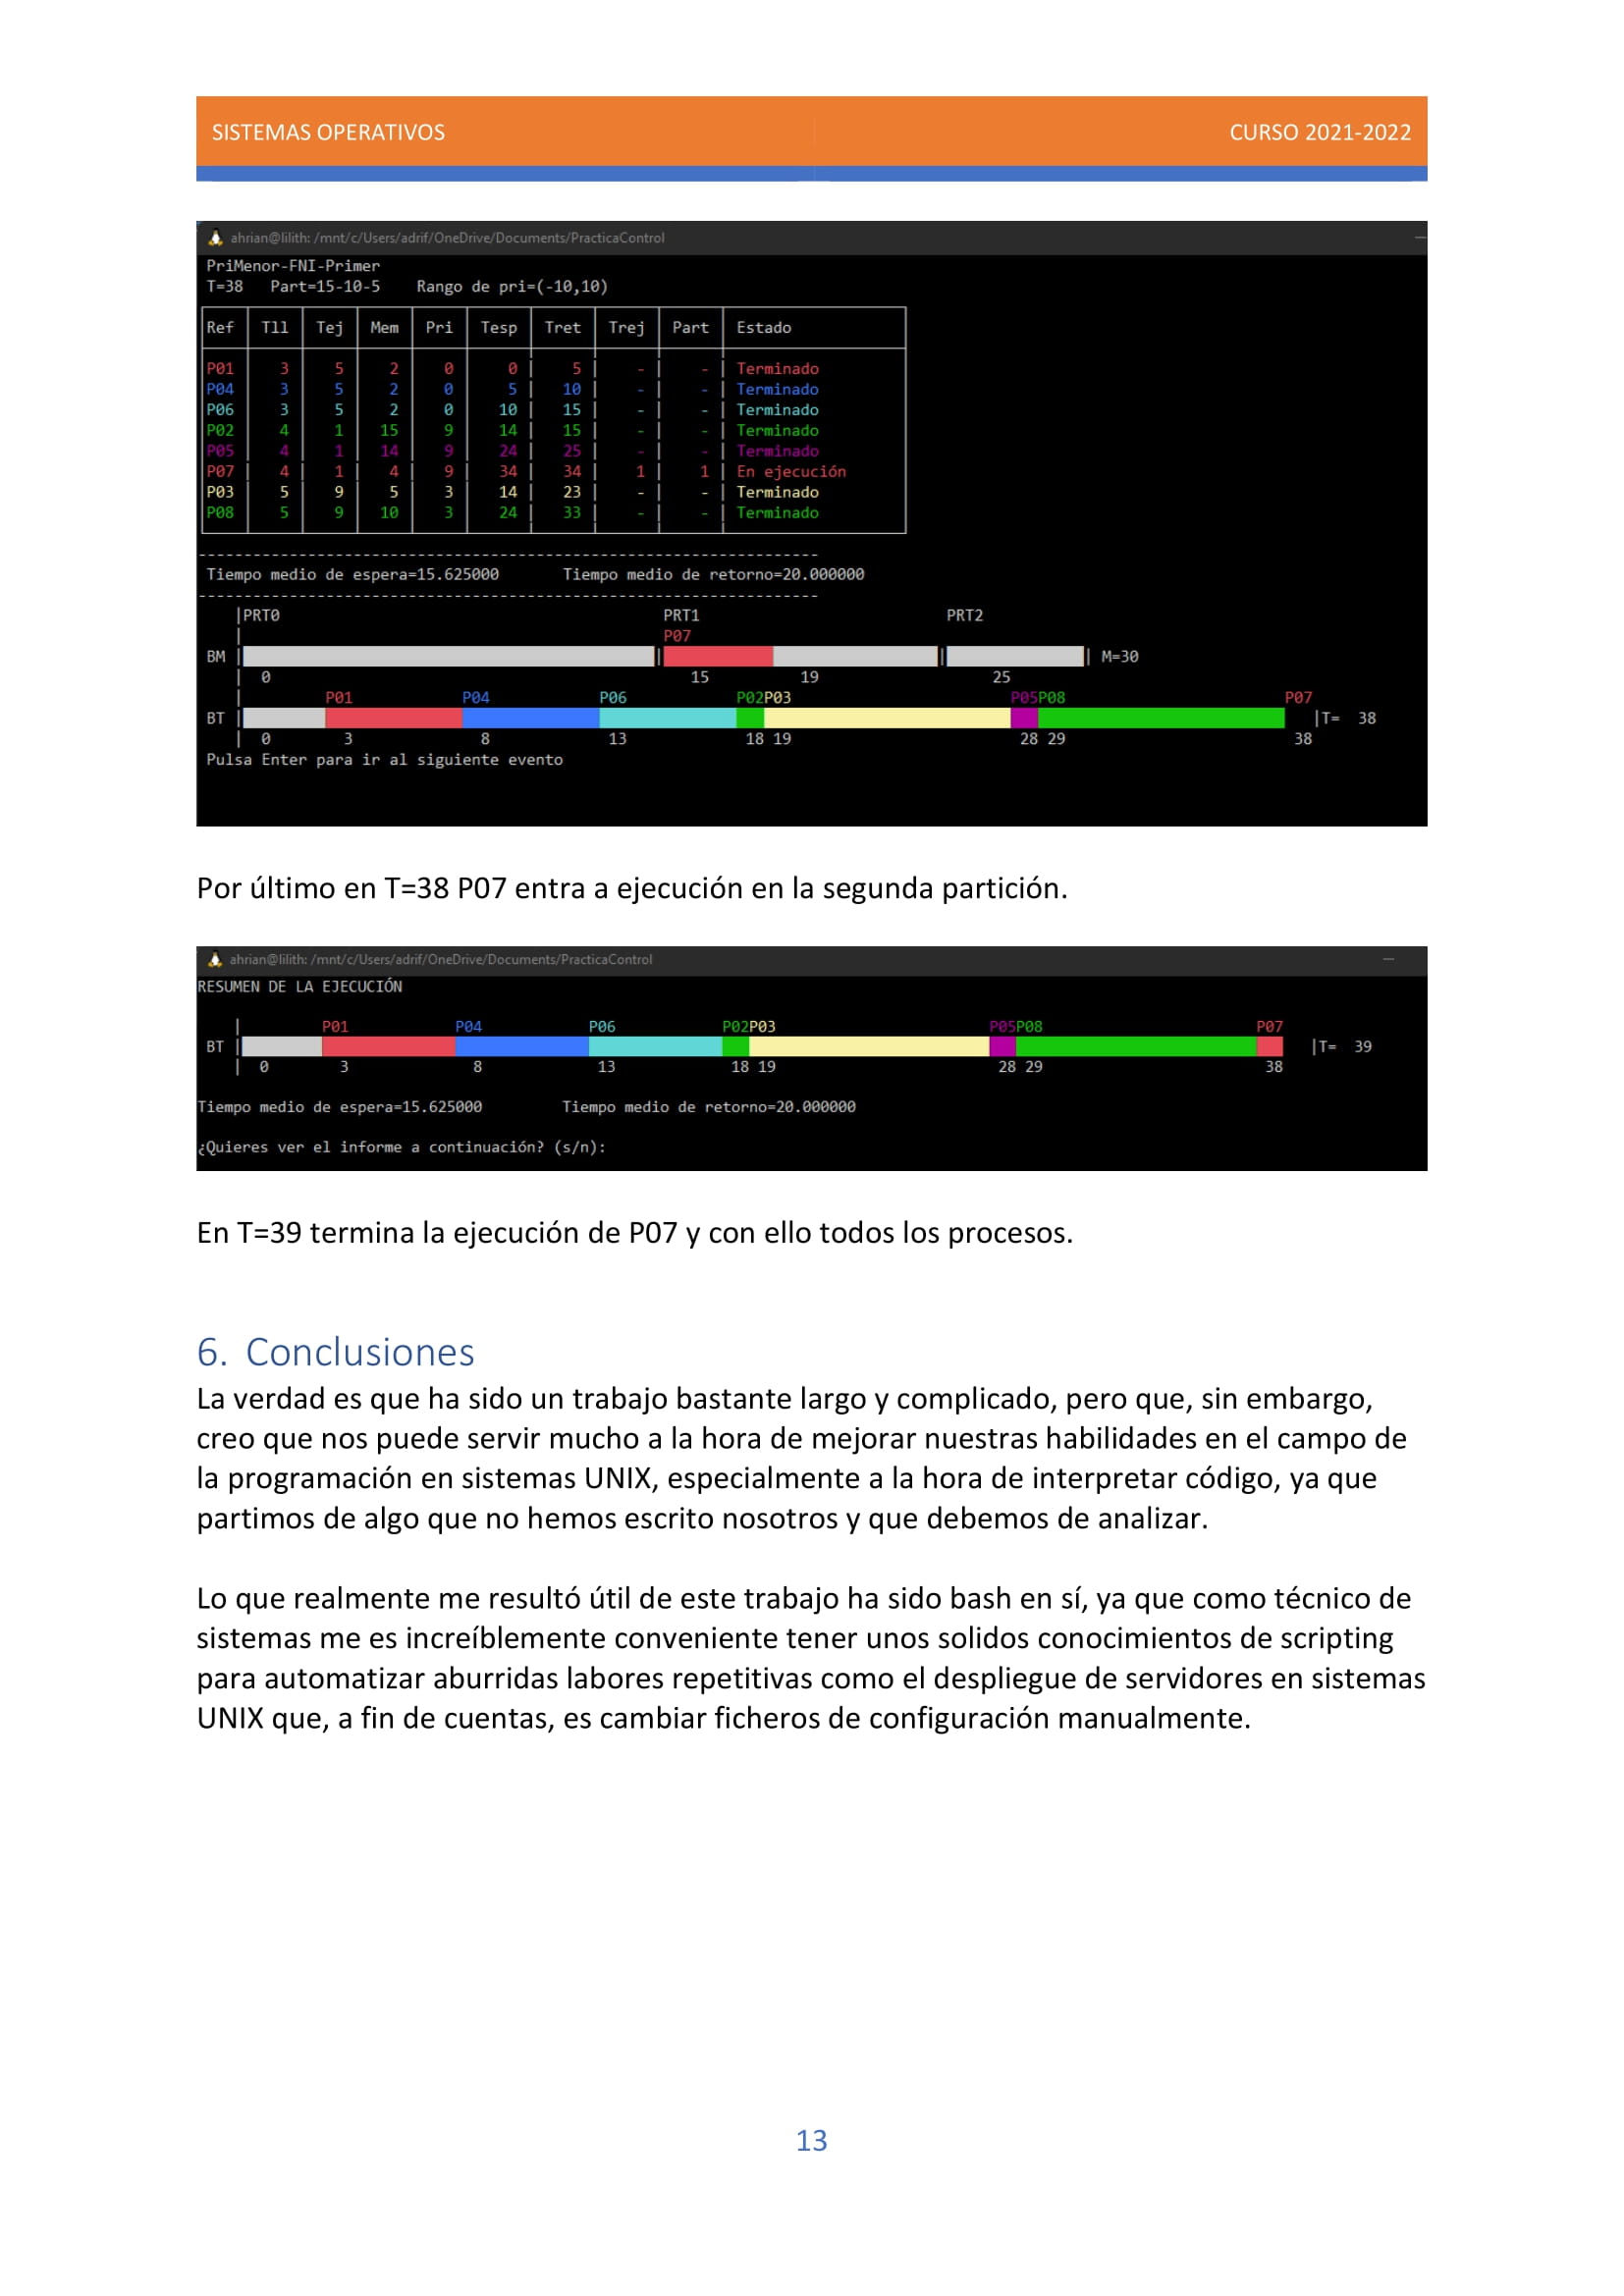 SISTEMAS OPERATIVOS CURSO 2021-2022
ahrian@lilith: /mnt/c/Users/adrif/OneDrive/Documents/PracticaControl
PriMenor-FNI-Primer
T=38 Part=15-10-5 Rango de pri=(-10,10)
Ref Tll Tej Mem Pri Tesp Tret Trej Part Estado
P01 3 5 2 0 0 5 - - Terminado
P04 3 5 2 0 5 10 - - Terminado
P06 3 5 2 0 10 15 - - Terminado
P02 4 1 15 9 14 15 - - Terminado
P05 4 1 14 9 24 25 - - Terminado
P07 4 1 4 9 34 34 1 1 En ejecución
P03 5 9 5 3 14 23 - - Terminado
P08 5 9 10 3 24 33 - - Terminado
Tiempo medio de espera=15.625000 Tiempo medio de retorno=20.000000
|PRT0 PRT1 PRT2
P07
BM | M=30
0 15 19 25
P01 P04 P06 P02P03 P05P08 P07
BT |T= 38
0 3 8 13 18 19 28 29 38
Pulsa Enter para ir al siguiente evento
Por último en T=38 P07 entra a ejecución en la segunda partición.
ahrian@lilith: /mnt/c/Users/adrif/OneDrive/Documents/PracticaControl
RESUMEN DE LA EJECUCIÓN
P01 P04 P06 P02P03 P05P08 P07
BT |T= 39
0 3 8 13 18 19 28 29 38
Tiempo medio de espera=15.625000 Tiempo medio de retorno=20.000000
¿Quieres ver el informe a continuación? (s/n):
En T=39 termina la ejecución de P07 y con ello todos los procesos.
6. Conclusiones
La verdad es que ha sido un trabajo bastante largo y complicado, pero que, sin embargo,
creo que nos puede servir mucho a la hora de mejorar nuestras habilidades en el campo de
la programación en sistemas UNIX, especialmente a la hora de interpretar código, ya que
partimos de algo que no hemos escrito nosotros y que debemos de analizar.
Lo que realmente me resultó útil de este trabajo ha sido bash en sí, ya que como técnico de
sistemas me es increíblemente conveniente tener unos solidos conocimientos de scripting
para automatizar aburridas labores repetitivas como el despliegue de servidores en sistemas
UNIX que, a fin de cuentas, es cambiar ficheros de configuración manualmente.
13